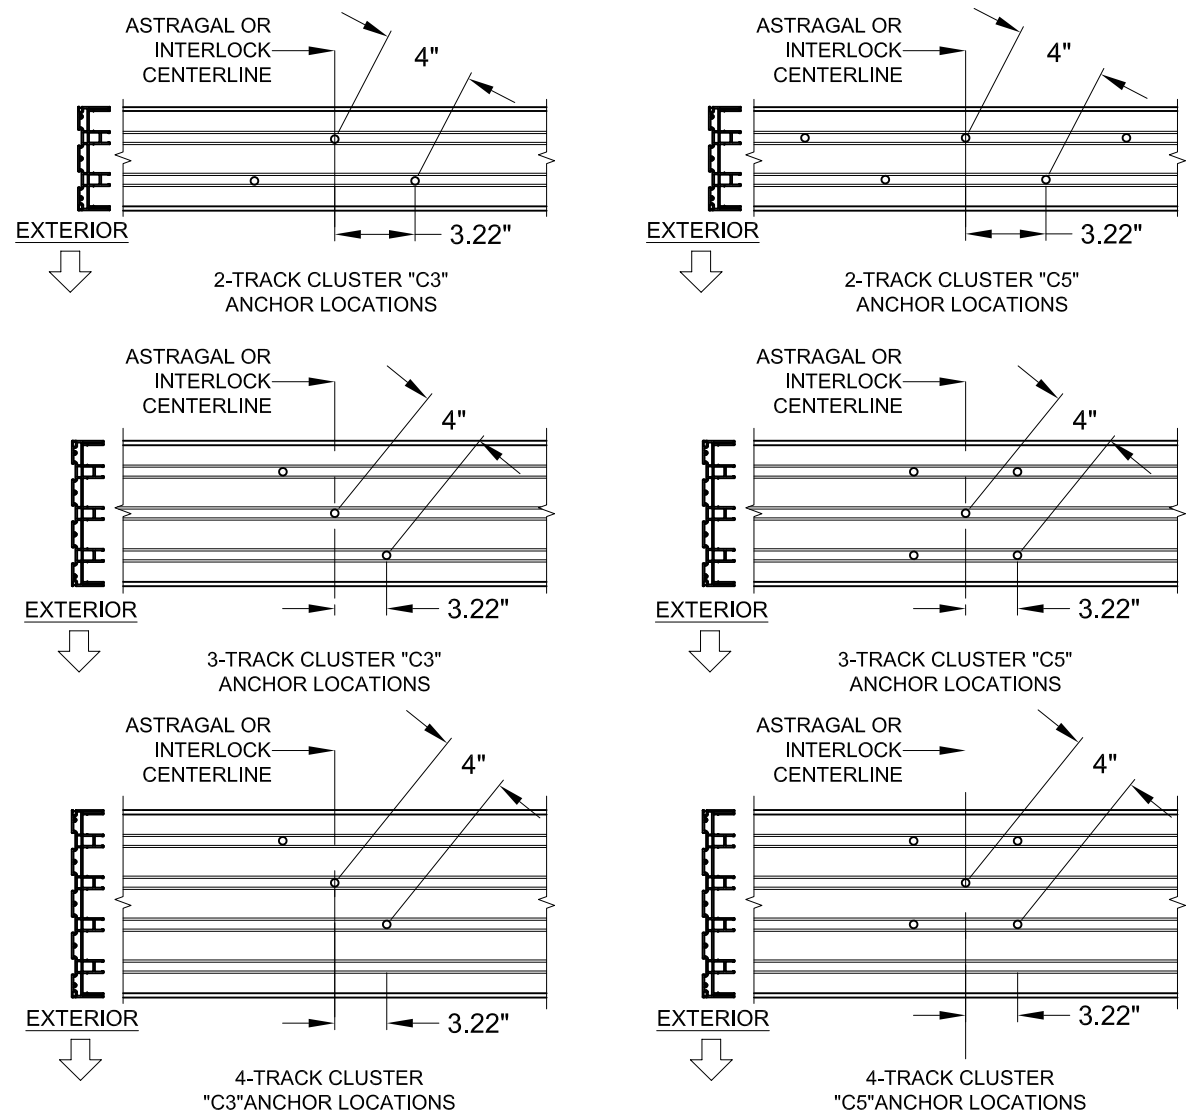 ASTRAGAL OR
INTERLOCK
CENTERLINE
4"
EXTERIOR
3.22"
2-TRACK CLUSTER "C3"
ANCHOR LOCATIONS
ASTRAGAL OR
INTERLOCK
CENTERLINE
4"
EXTERIOR
3.22"
2-TRACK CLUSTER "C5"
ANCHOR LOCATIONS
ASTRAGAL OR
INTERLOCK
CENTERLINE
4"
EXTERIOR
3.22"
3-TRACK CLUSTER "C3"
ANCHOR LOCATIONS
ASTRAGAL OR
INTERLOCK
CENTERLINE
4"
EXTERIOR
3.22"
3-TRACK CLUSTER "C5"
ANCHOR LOCATIONS
ASTRAGAL OR
INTERLOCK
CENTERLINE
4"
EXTERIOR
3.22"
4-TRACK CLUSTER
"C3"ANCHOR LOCATIONS
ASTRAGAL OR
INTERLOCK
CENTERLINE
4"
EXTERIOR
3.22"
4-TRACK CLUSTER
"C5"ANCHOR LOCATIONS